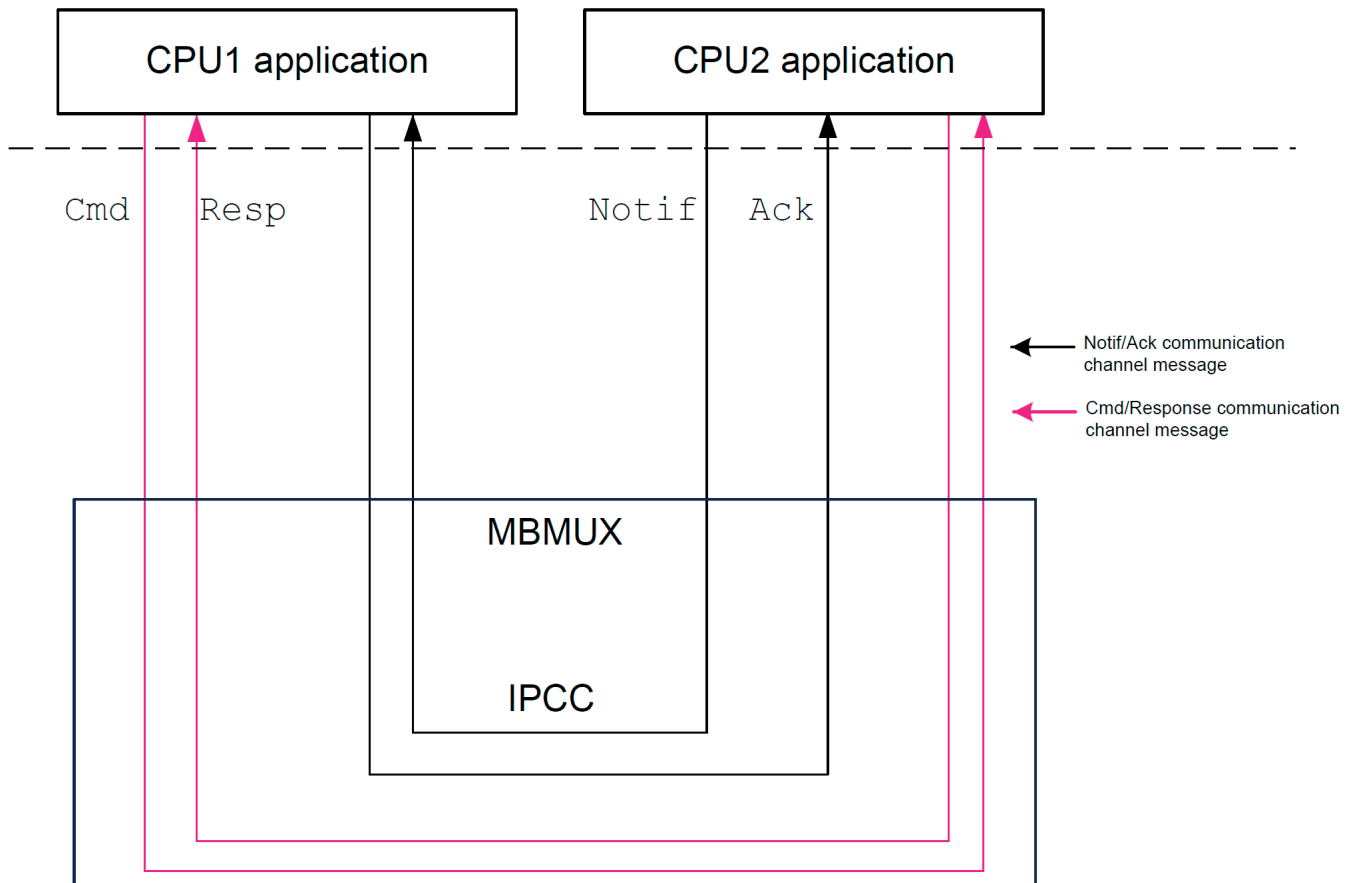 CPU1 application
CPU2 application
Cmd
Resp
Notif
Ack
Notif/Ack communication
channel message
Cmd/Response communication
channel message
MBMUX
IPCC